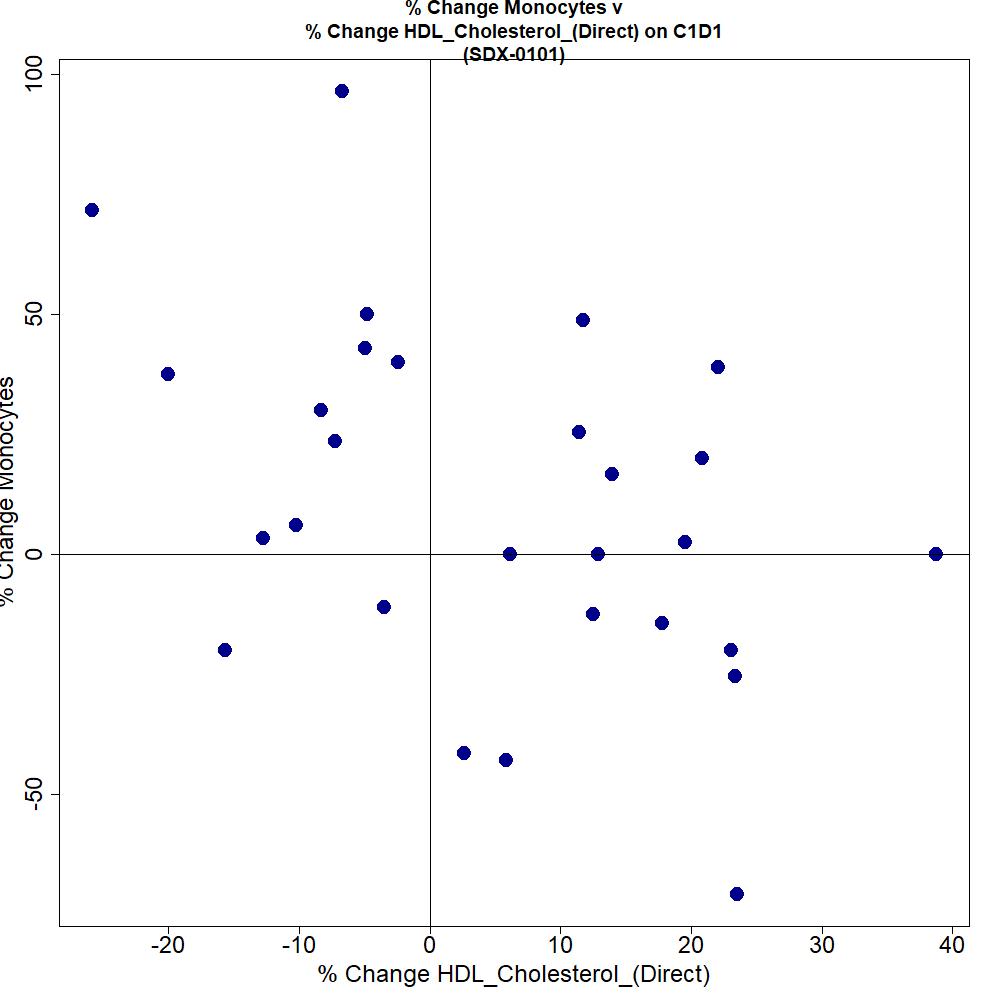 % Change Monocytes v
% Change HDL_Cholesterol_(Direct) on C1D1
(SDX-0101)
100
50
0
-50
% Change Monocytes
-20 -10 0 10 20 30 40
% Change HDL_Cholesterol_(Direct)